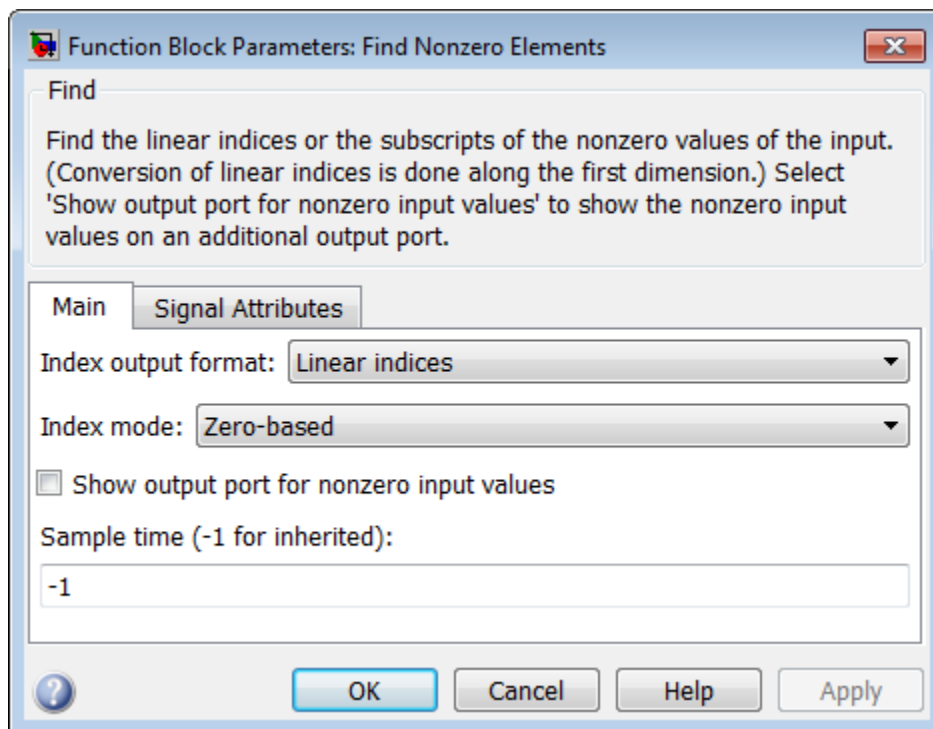 Function Block Parameters: Find Nonzero Elements
Find
Find the linear indices or the subscripts of the nonzero values of the input.
(Conversion of linear indices is done along the first dimension.) Select
'Show output port for nonzero input values' to show the nonzero input
values on an additional output port.
Main
Signal Attributes
Index output format: Linear indices
Index mode: Zero-based
Show output port for nonzero input values
Sample time (-1 for inherited):
-1
? OK Cancel Help Apply